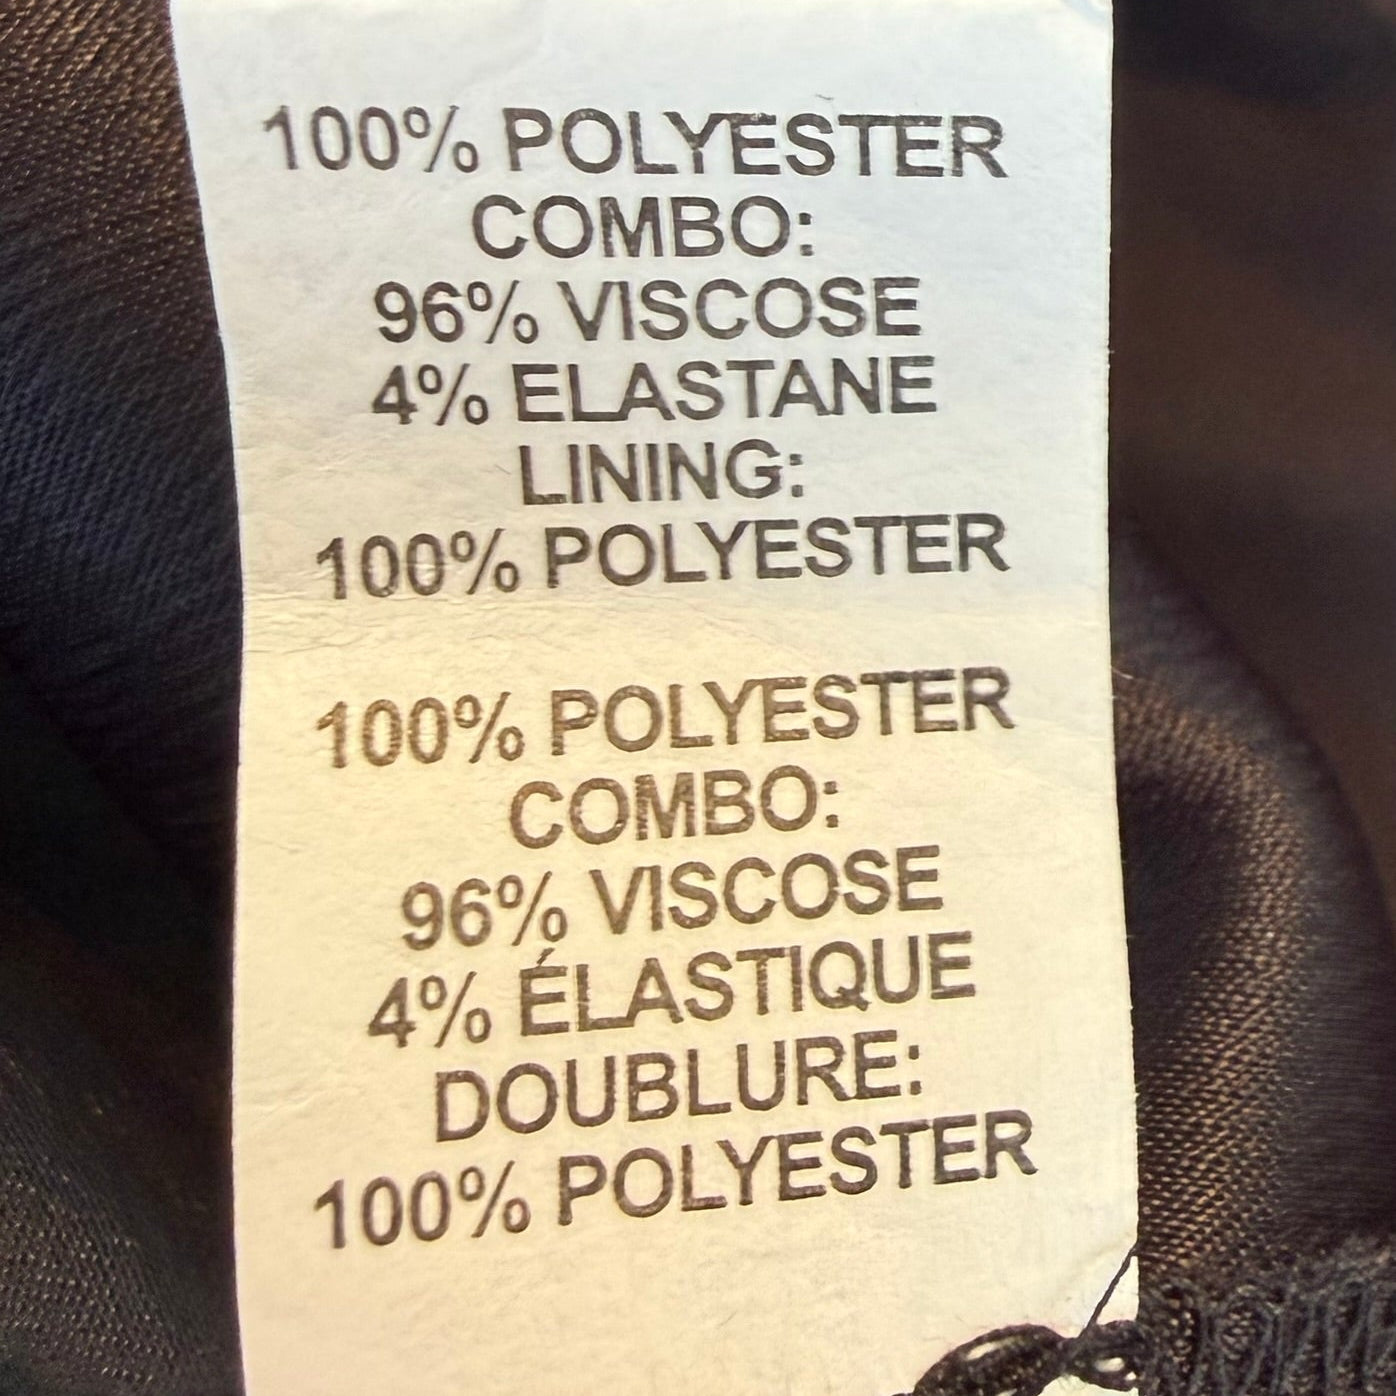 100% POLYESTER
COMBO:
96% VISCOSE
4% ELASTANE
LINING:
100% POLYESTER
100% POLYESTER
COMBO:
96% VISCOSE
4% ÉLASTIQUE
DOUBLURE:
100% POLYESTER